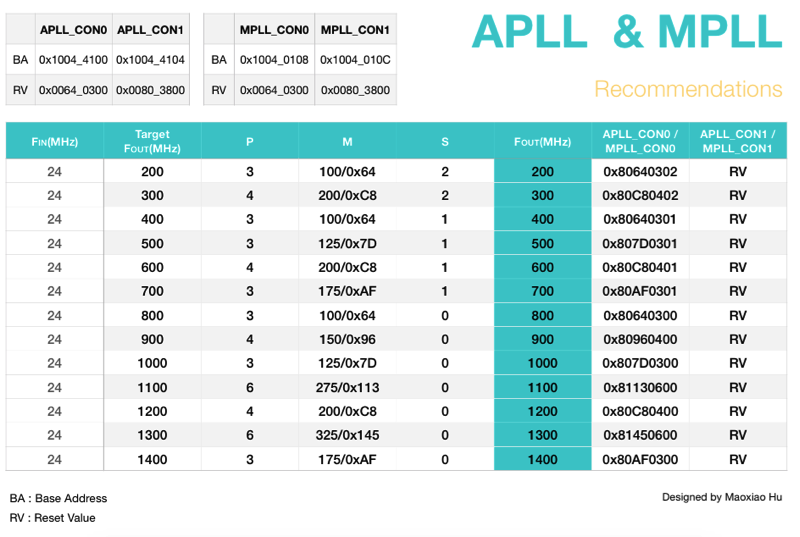 APLL_CON0 APLL_CON1
BA 0x1004_4100 0x1004_4104
RV 0x0064_0300 0x0080_3800
MPLL_CON0 MPLL_CON1
BA 0x1004_0108 0x1004_010C
RV 0x0064_0300 0x0080_3800
APLL & MPLL
Recommendations
FIN(MHz) Target FOUT(MHz) P M S FOUT(MHz) APLL_CON0 / MPLL_CON0 APLL_CON1 / MPLL_CON1
24 200 3 100/0x64 2 200 0x80640302 RV
24 300 4 200/0xC8 2 300 0x80C80402 RV
24 400 3 100/0x64 1 400 0x80640301 RV
24 500 3 125/0x7D 1 500 0x807D0301 RV
24 600 4 200/0xC8 1 600 0x80C80401 RV
24 700 3 175/0xAF 1 700 0x80AF0301 RV
24 800 3 100/0x64 0 800 0x80640300 RV
24 900 4 150/0x96 0 900 0x80960400 RV
24 1000 3 125/0x7D 0 1000 0x807D0300 RV
24 1100 6 275/0x113 0 1100 0x81130600 RV
24 1200 4 200/0xC8 0 1200 0x80C80400 RV
24 1300 6 325/0x145 0 1300 0x81450600 RV
24 1400 3 175/0xAF 0 1400 0x80AF0300 RV
BA : Base Address
RV : Reset Value
Designed by Maoxiao Hu